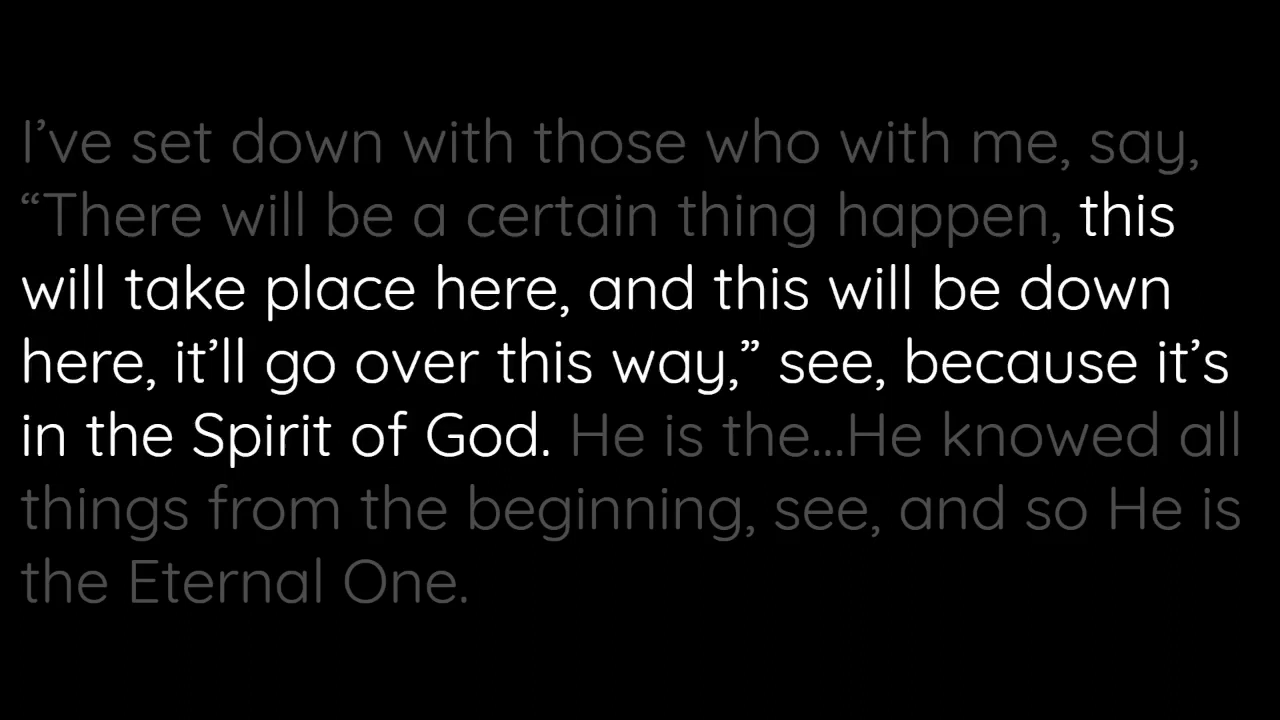 I’ve set down with those who with me, say,
“There will be a certain thing happen, this
will take place here, and this will be down
here, it’ll go over this way,” see, because it’s
in the Spirit of God. He is the...He knowed all
things from the beginning, see, and so He is
the Eternal One.